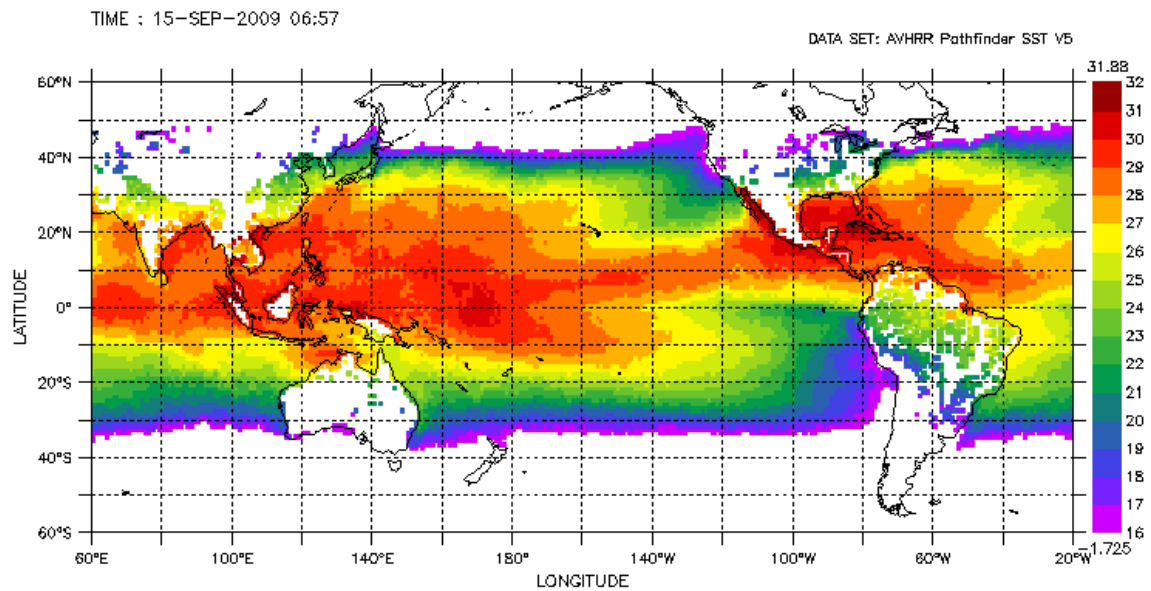 TIME : 15-SEP-2009 06:57
DATA SET: AVHRR Pathfinder SST V5
31.88
60°N
40°N
20°N
0°
20°S
40°S
60°S
LATITUDE
32
31
30
29
28
27
26
25
24
23
22
21
20
19
18
17
16
-1.725
60°E
100°E
140°E
180°
140°W
100°W
60°W
20°W
LONGITUDE